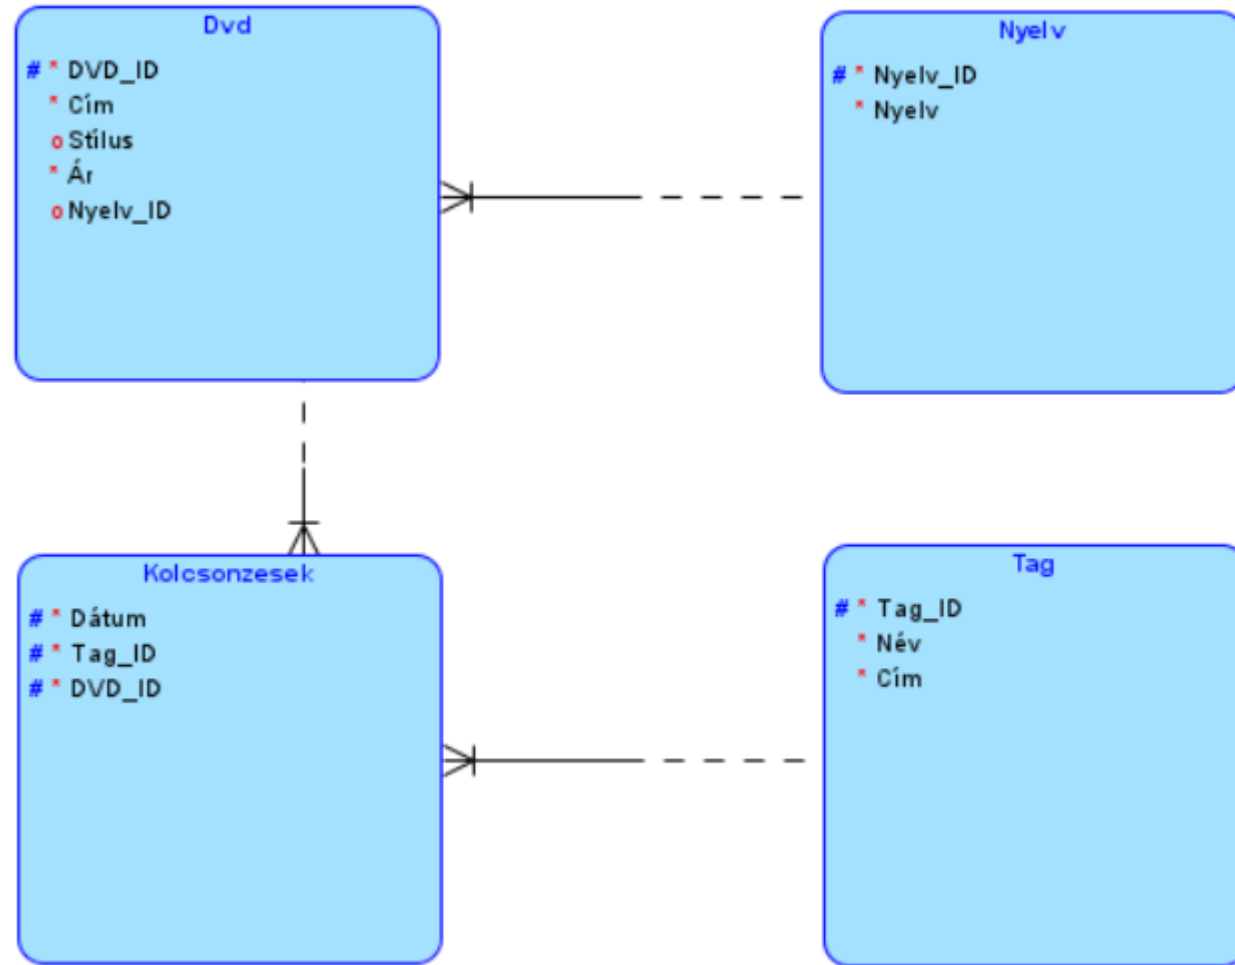 Dvd
# * DVD_ID
* Cím
o Stílus
* Ár
o Nyelv_ID
Nyelv
# * Nyelv_ID
* Nyelv
Kolcsonzesek
# * Dátum
# * Tag_ID
# * DVD_ID
Tag
# * Tag_ID
* Név
* Cím